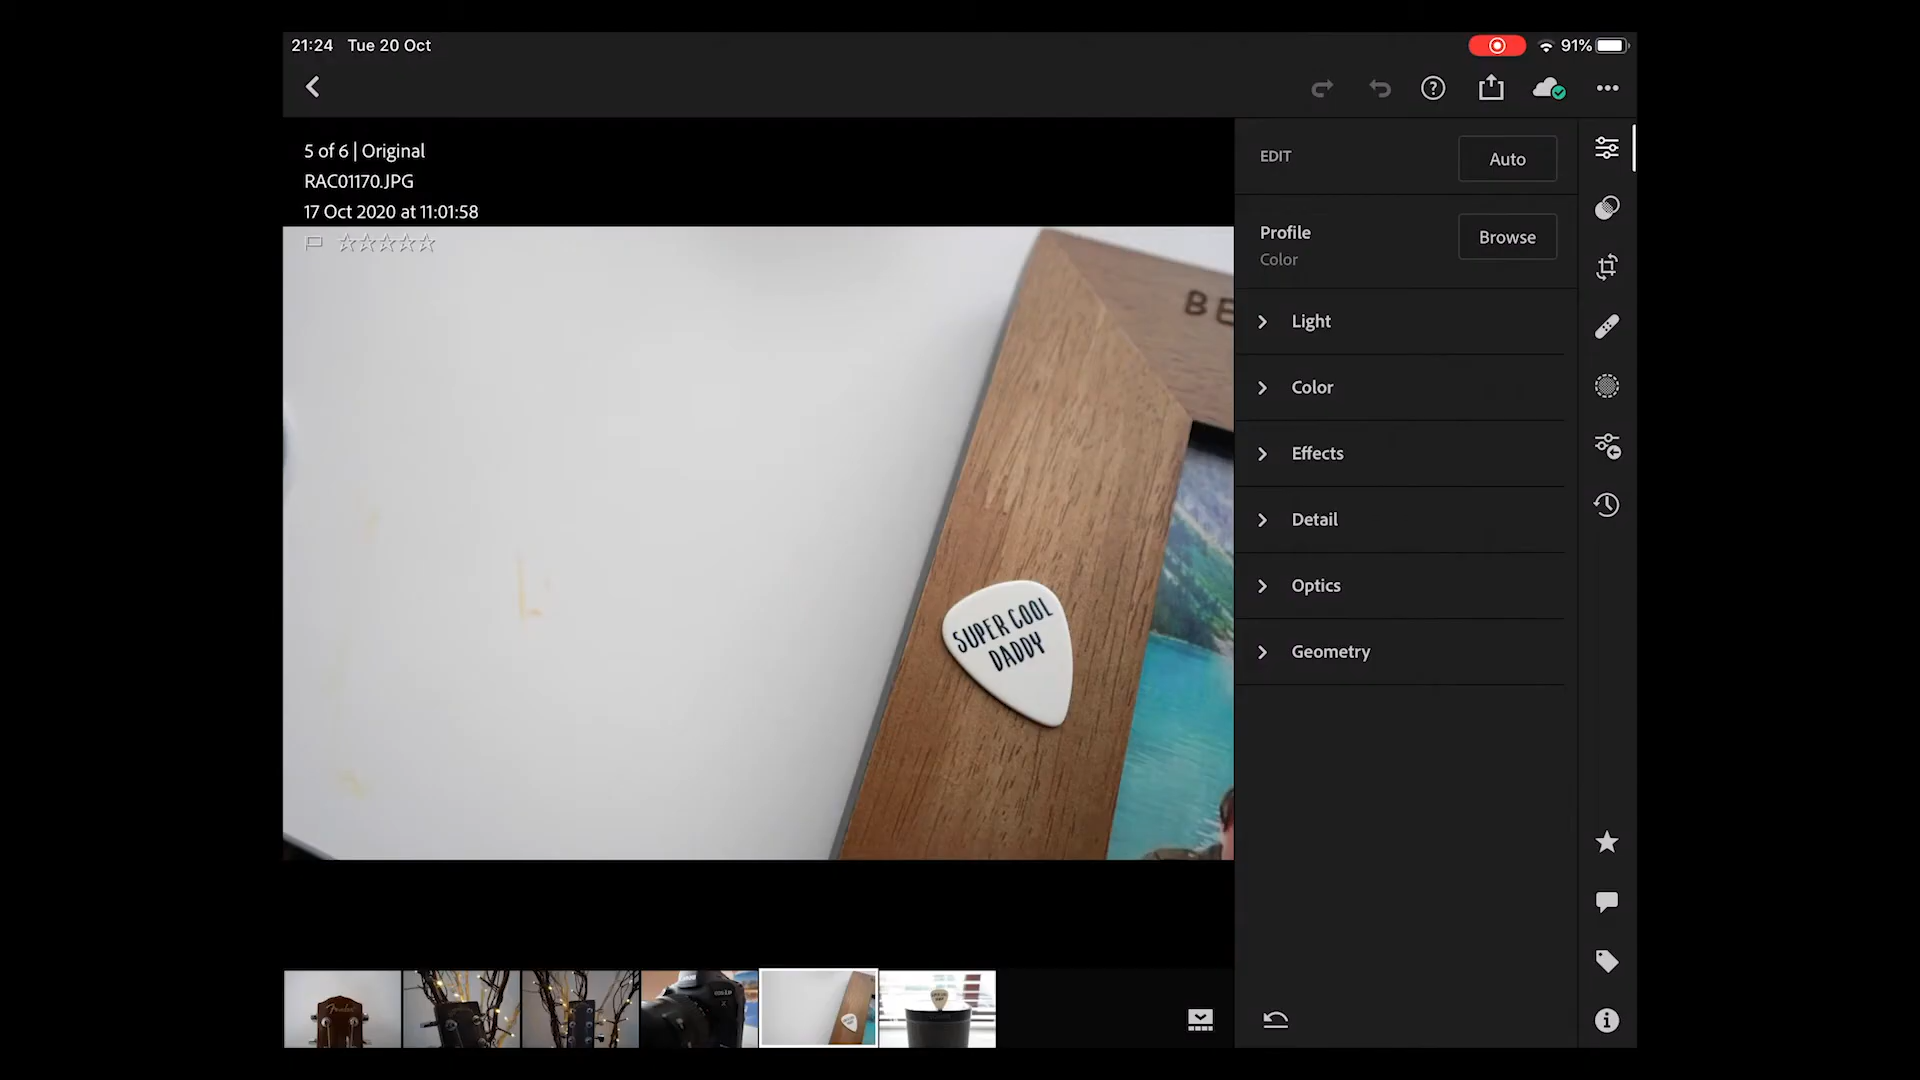 21:24 Tue 20 Oct
91%
5 of 6 | Original
RAC01170.JPG
17 Oct 2020 at 11:01:58
EDIT
Auto
Profile
Color
Browse
Light
Color
Effects
Detail
Optics
Geometry
BE
SUPER COOL
DADDY
Fender